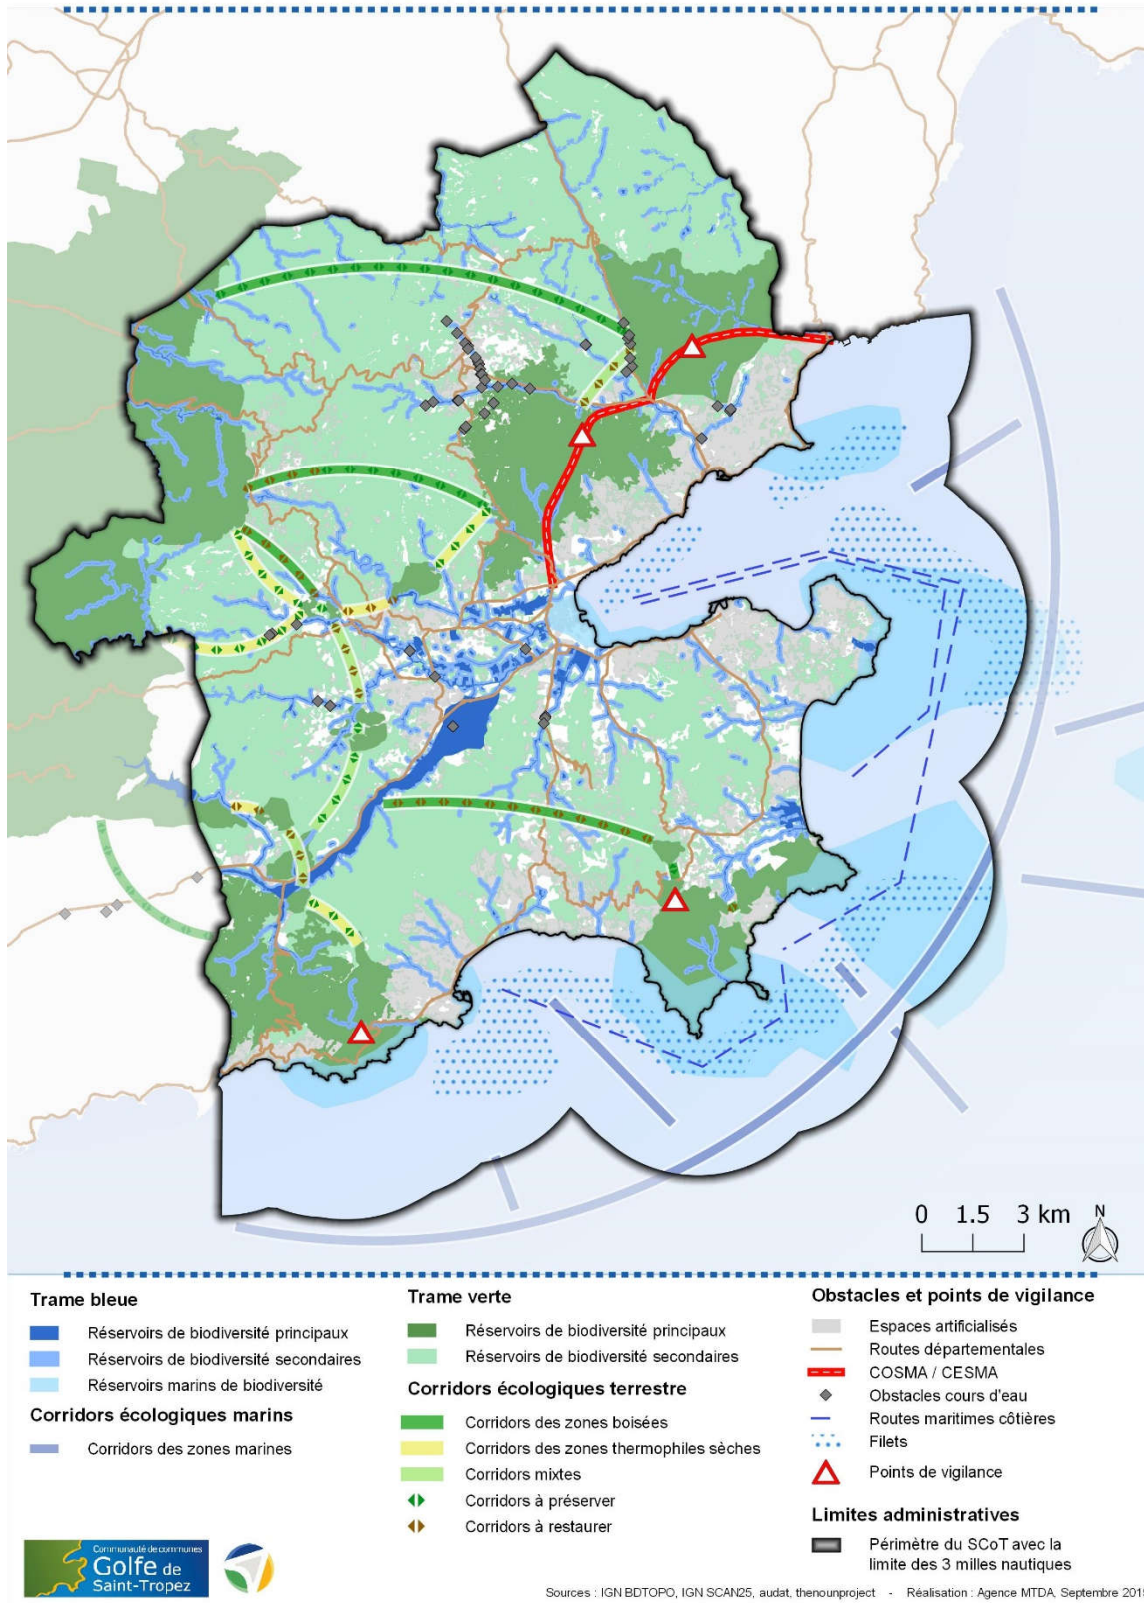 0 1.5 3 km
N
Trame bleue
Réservoirs de biodiversité principaux
Réservoirs de biodiversité secondaires
Réservoirs marins de biodiversité
Corridors écologiques marins
Corridors des zones marines
Trame verte
Réservoirs de biodiversité principaux
Réservoirs de biodiversité secondaires
Corridors écologiques terrestre
Corridors des zones boisées
Corridors des zones thermophiles sèches
Corridors mixtes
Corridors à préserver
Corridors à restaurer
Obstacles et points de vigilance
Espaces artificialisés
Routes départementales
COSMA / CESMA
Obstacles cours d'eau
Routes maritimes côtières
Filets
Points de vigilance
Limites administratives
Périmètre du SCoT avec la
limite des 3 milles nautiques
Communauté de communes
Golfe de
Saint-Tropez
Sources : IGN BDTOPO, IGN SCAN25, audat, thenounproject - Réalisation : Agence MTDA, Septembre